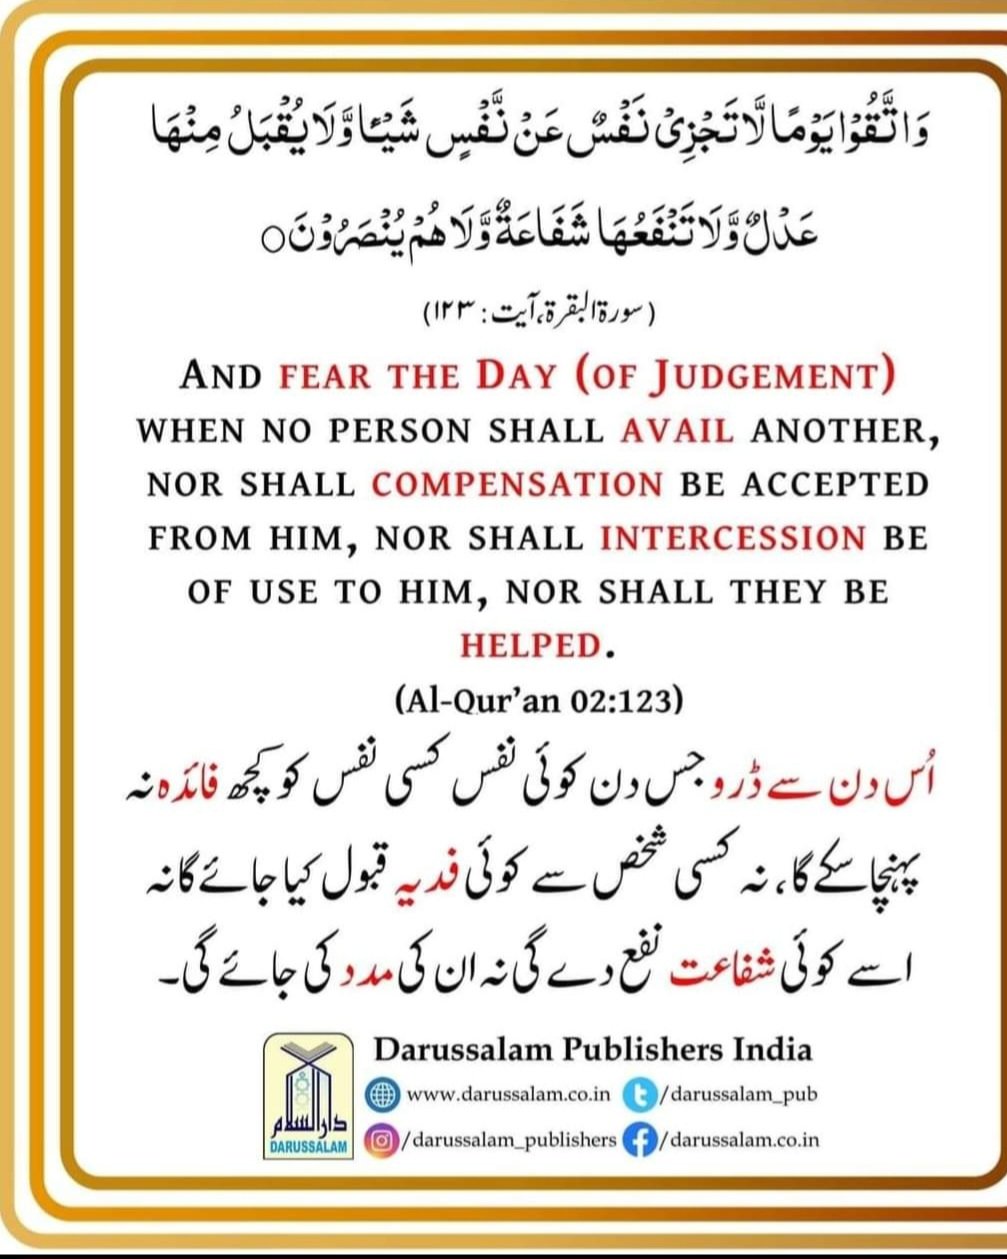 وَاتَّقُوْا يَوْمًا لَّا تَجْزِىْ نَفْسٌ عَنْ نَّفْسٍ شَيْـًٔا وَّلَا يُقْبَلُ مِنْهَا
عَدْلٌ وَّلَا تَنْفَعُهَا شَفَاعَةٌ وَّلَا هُمْ يُنْصَرُوْنَ○
(سورۃ البقرۃ، آیت: ۱۲۳)
And fear the Day (of Judgement)
when no person shall avail another,
nor shall compensation be accepted
from him, nor shall intercession be
of use to him, nor shall they be
helped.
(Al-Qur’an 02:123)
اُس دن سے ڈرو جس دن کوئی نفس کسی نفس کو کچھ فائدہ نہ
پہنچا سکے گا، نہ کسی شخص سے کوئی فدیہ قبول کیا جائے گا نہ
اسے کوئی شفاعت نفع دے گی نہ ان کی مدد کی جائے گی۔
Darussalam Publishers India
www.darussalam.co.in /darussalam_pub
/darussalam_publishers /darussalam.co.in
دارالسلام
DARUSSALAM